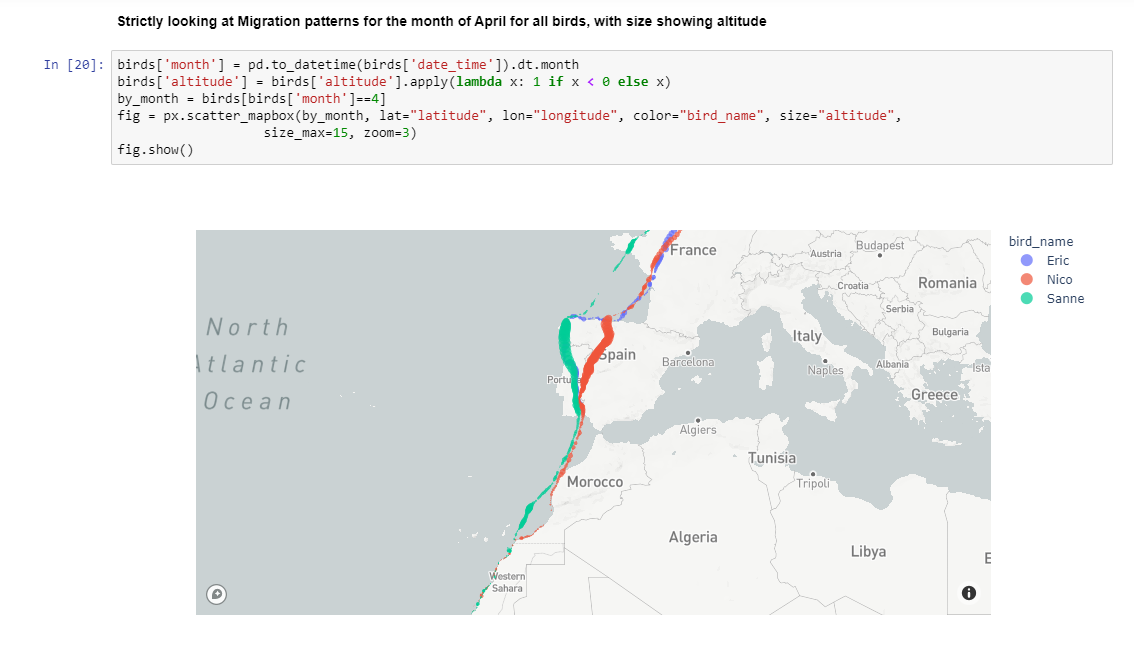 Strictly looking at Migration patterns for the month of April for all birds, with size showing altitude
In [20]:
birds['month'] = pd.to_datetime(birds['date_time']).dt.month
birds['altitude'] = birds['altitude'].apply(lambda x: 1 if x < 0 else x)
by_month = birds[birds['month']==4]
fig = px.scatter_mapbox(by_month, lat="latitude", lon="longitude", color="bird_name", size="altitude",
size_max=15, zoom=3)
fig.show()
bird_name
Eric
Nico
Sanne
France
Austria
Budapest
Croatia
Romania
Serbia
North
Atlantic
Ocean
Italy
Bulgaria
Spain
Barcelona
Naples
Albania
Ista
Portu
Greece
Algiers
Tunisia
Morocco
Tripoli
Algeria
Libya
E
Western
Sahara